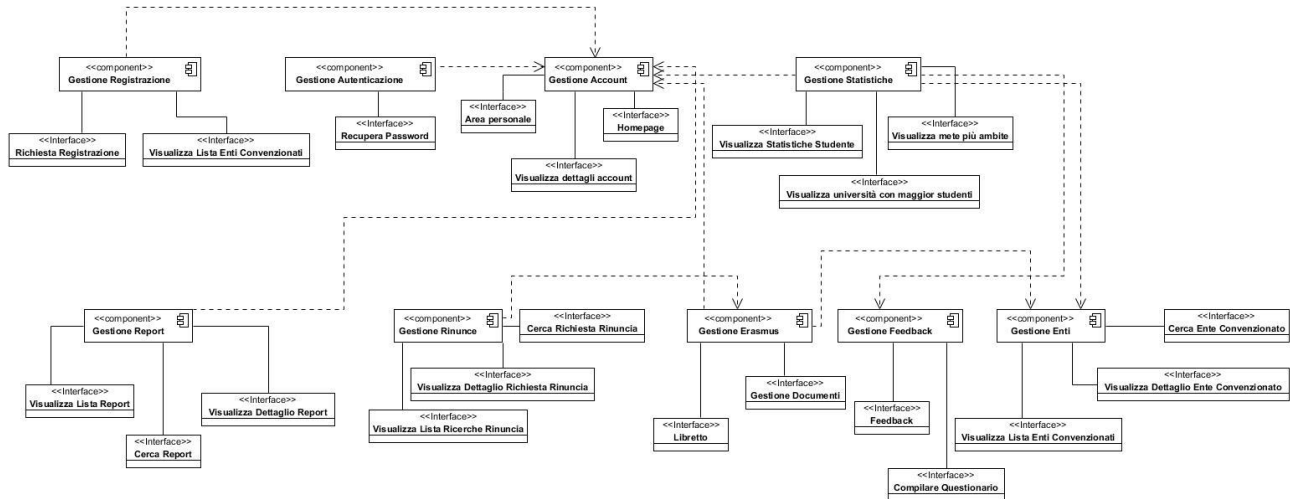 <<component>>
Gestione Registrazione
<<component>>
Gestione Autenticazione
<<component>>
Gestione Account
<<component>>
Gestione Statistiche
<<Interface>>
Richiesta Registrazione
<<Interface>>
Visualizza Lista Enti Convenzionati
<<Interface>>
Recupera Password
<<Interface>>
Area personale
<<Interface>>
Homepage
<<Interface>>
Visualizza dettagli account
<<Interface>>
Visualizza Statistiche Studente
<<Interface>>
Visualizza mete più ambite
<<Interface>>
Visualizza università con maggior studenti
<<component>>
Gestione Report
<<component>>
Gestione Rinunce
<<Interface>>
Cerca Richiesta Rinuncia
<<component>>
Gestione Erasmus
<<component>>
Gestione Feedback
<<component>>
Gestione Enti
<<Interface>>
Cerca Ente Convenzionato
<<Interface>>
Visualizza Lista Report
<<Interface>>
Visualizza Dettaglio Report
<<Interface>>
Cerca Report
<<Interface>>
Visualizza Dettaglio Richiesta Rinuncia
<<Interface>>
Visualizza Lista Ricerche Rinuncia
<<Interface>>
Gestione Documenti
<<Interface>>
Libretto
<<Interface>>
Feedback
<<Interface>>
Compilare Questionario
<<Interface>>
Visualizza Dettaglio Ente Convenzionato
<<Interface>>
Visualizza Lista Enti Convenzionati